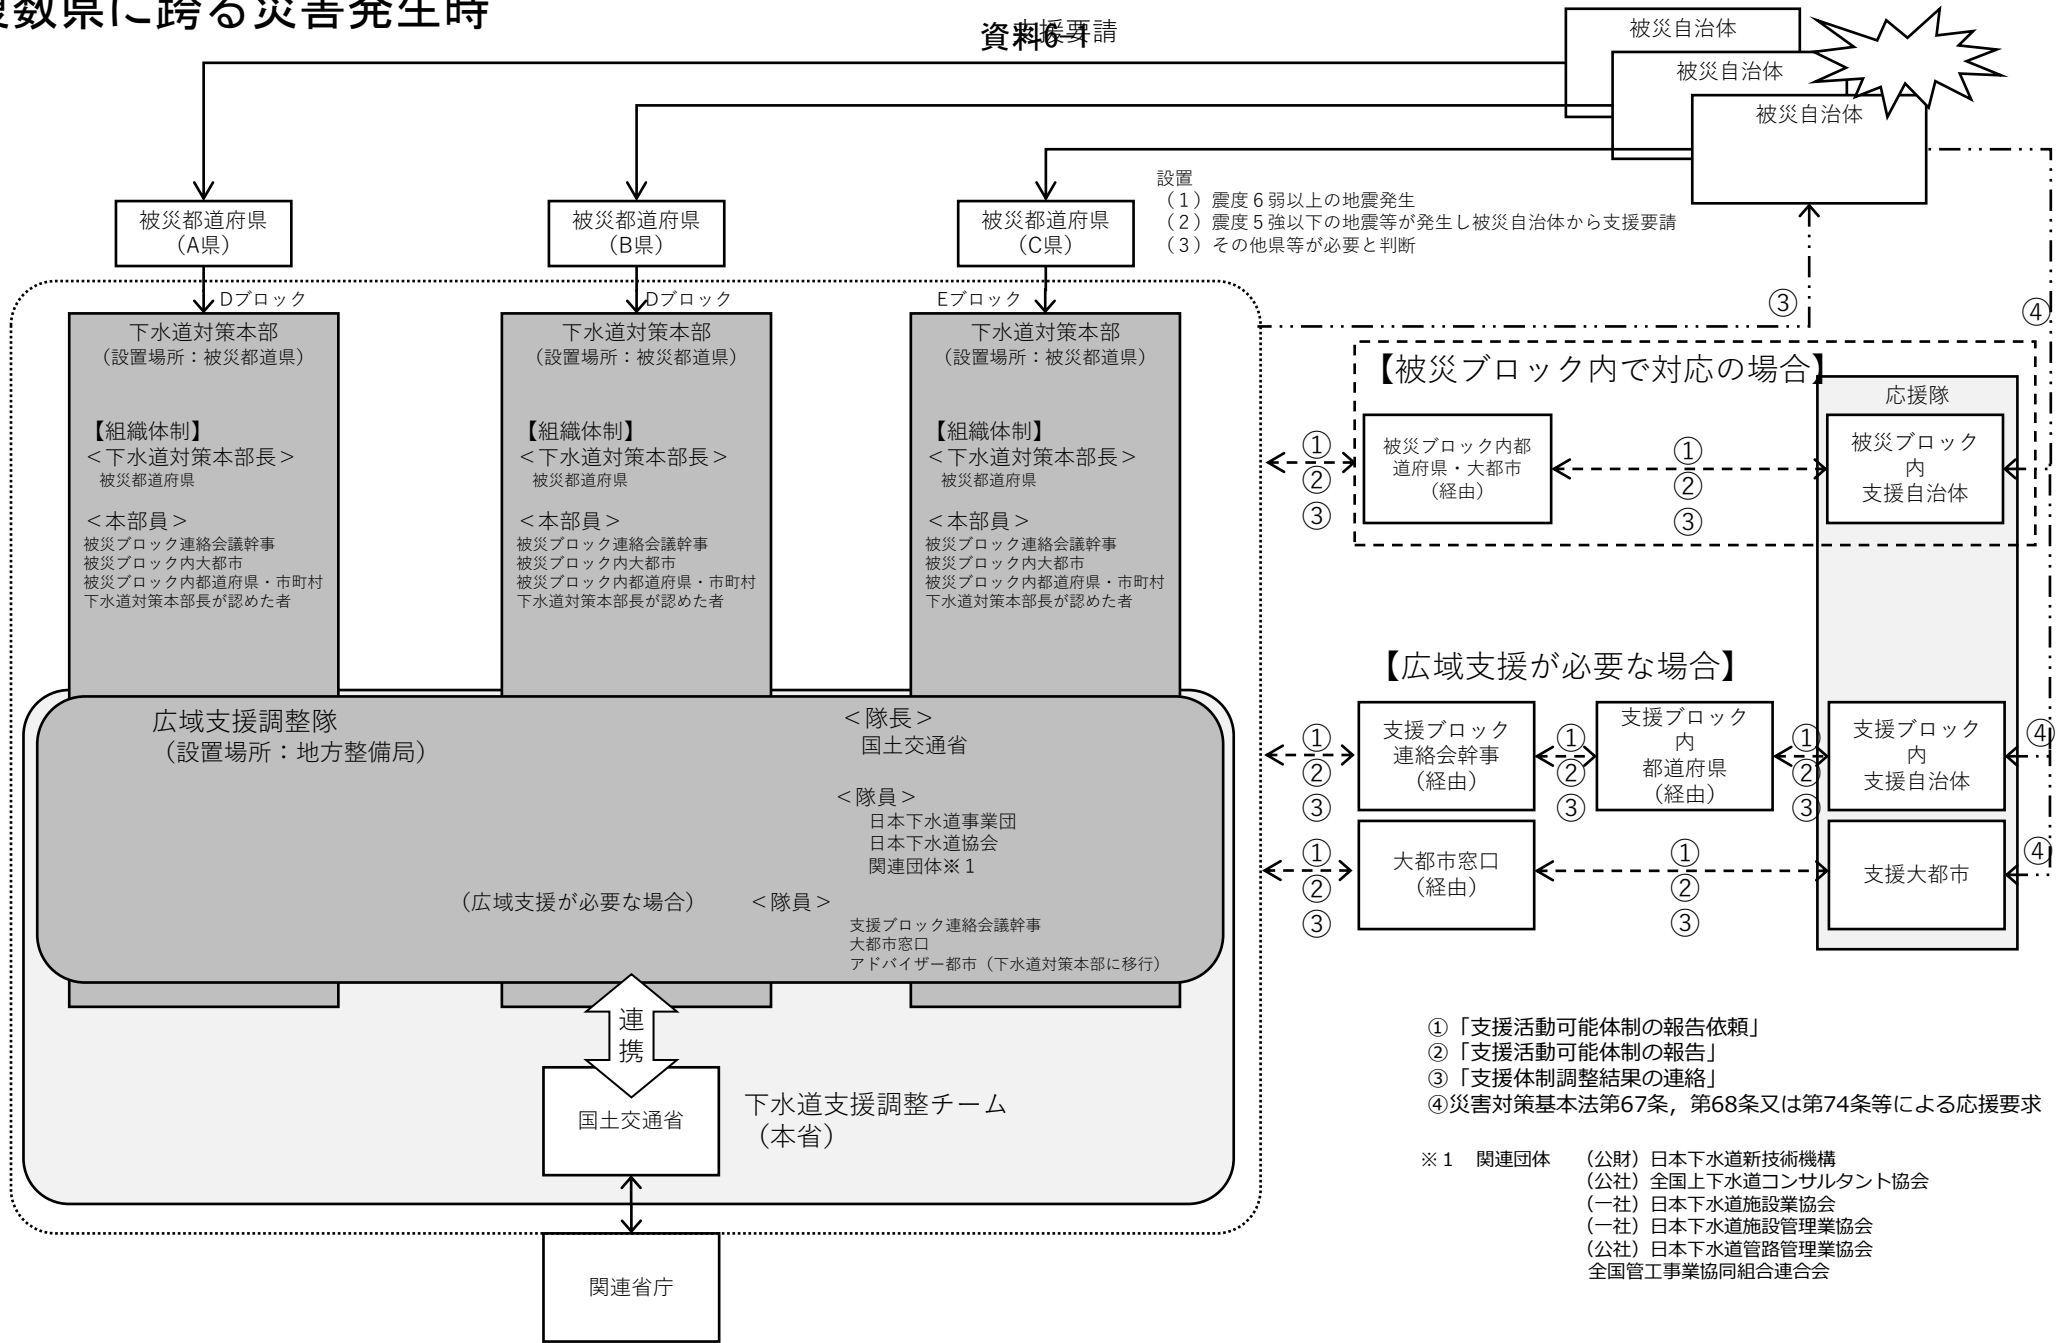 複数県に跨る災害発生時
資料6-1
支援要請
被災自治体
被災自治体
被災自治体
被災都道府県
（A県）
被災都道府県
（B県）
被災都道府県
（C県）
設置
（１）震度６弱以上の地震発生
（２）震度５強以下の地震等が発生し被災自治体から支援要請
（３）その他県等が必要と判断
Dブロック
Dブロック
Eブロック
③
④
下水道対策本部
（設置場所：被災都道県）
【組織体制】
＜下水道対策本部長＞
被災都道府県
＜本部員＞
被災ブロック連絡会議幹事
被災ブロック内大都市
被災ブロック内都道府県・市町村
下水道対策本部長が認めた者
下水道対策本部
（設置場所：被災都道県）
【組織体制】
＜下水道対策本部長＞
被災都道府県
＜本部員＞
被災ブロック連絡会議幹事
被災ブロック内大都市
被災ブロック内都道府県・市町村
下水道対策本部長が認めた者
下水道対策本部
（設置場所：被災都道県）
【組織体制】
＜下水道対策本部長＞
被災都道府県
＜本部員＞
被災ブロック連絡会議幹事
被災ブロック内大都市
被災ブロック内都道府県・市町村
下水道対策本部長が認めた者
【被災ブロック内で対応の場合】
応援隊
①
②
③
被災ブロック内都
道府県・大都市
（経由）
①
②
③
被災ブロック
内
支援自治体
【広域支援が必要な場合】
①
②
③
支援ブロック
連絡会幹事
（経由）
①
②
③
支援ブロック
内
都道府県
（経由）
①
②
③
支援ブロック
内
支援自治体
④
①
②
③
大都市窓口
（経由）
①
②
③
支援大都市
④
広域支援調整隊
（設置場所：地方整備局）
＜隊長＞
国土交通省
＜隊員＞
日本下水道事業団
日本下水道協会
関連団体※１
（広域支援が必要な場合）
＜隊員＞
支援ブロック連絡会議幹事
大都市窓口
アドバイザー都市（下水道対策本部に移行）
連
携
国土交通省
下水道支援調整チーム
（本省）
関連省庁
①「支援活動可能体制の報告依頼」
②「支援活動可能体制の報告」
③「支援体制調整結果の連絡」
④災害対策基本法第67条，第68条又は第74条等による応援要求
※１　関連団体　（公財）日本下水道新技術機構
（公社）全国上下水道コンサルタント協会
（一社）日本下水道施設業協会
（一社）日本下水道施設管理業協会
（公社）日本下水道管路管理業協会
全国管工事業協同組合連合会